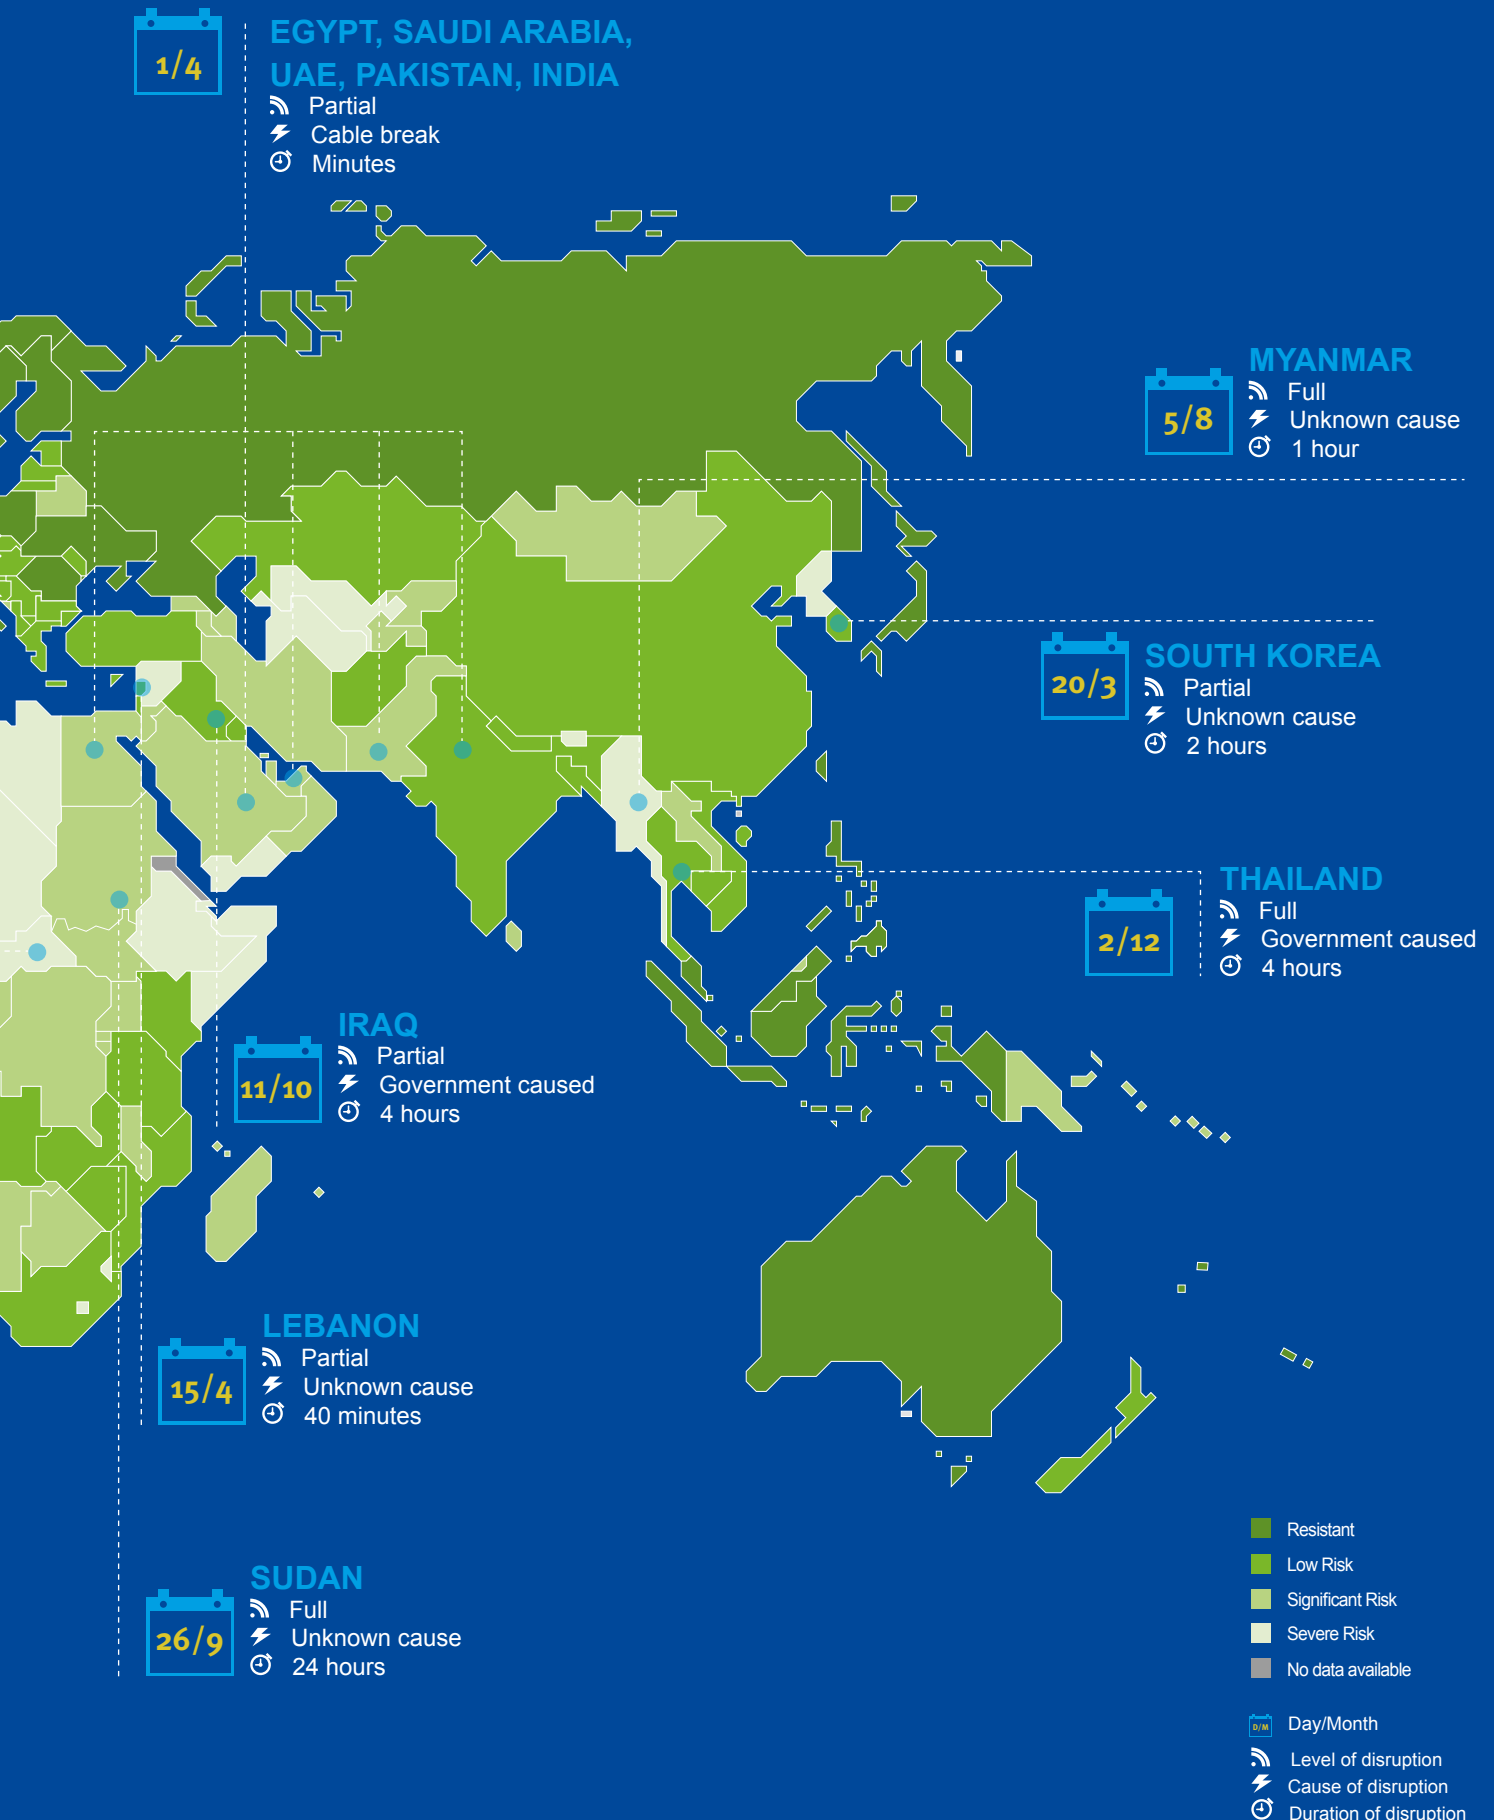 1/4
EGYPT, SAUDI ARABIA,
UAE, PAKISTAN, INDIA
Partial
Cable break
Minutes
5/8
MYANMAR
Full
Unknown cause
1 hour
20/3
SOUTH KOREA
Partial
Unknown cause
2 hours
2/12
THAILAND
Full
Government caused
4 hours
11/10
IRAQ
Partial
Government caused
4 hours
15/4
LEBANON
Partial
Unknown cause
40 minutes
26/9
SUDAN
Full
Unknown cause
24 hours
Resistant
Low Risk
Significant Risk
Severe Risk
No data available
D/M Day/Month
Level of disruption
Cause of disruption
Duration of disruption